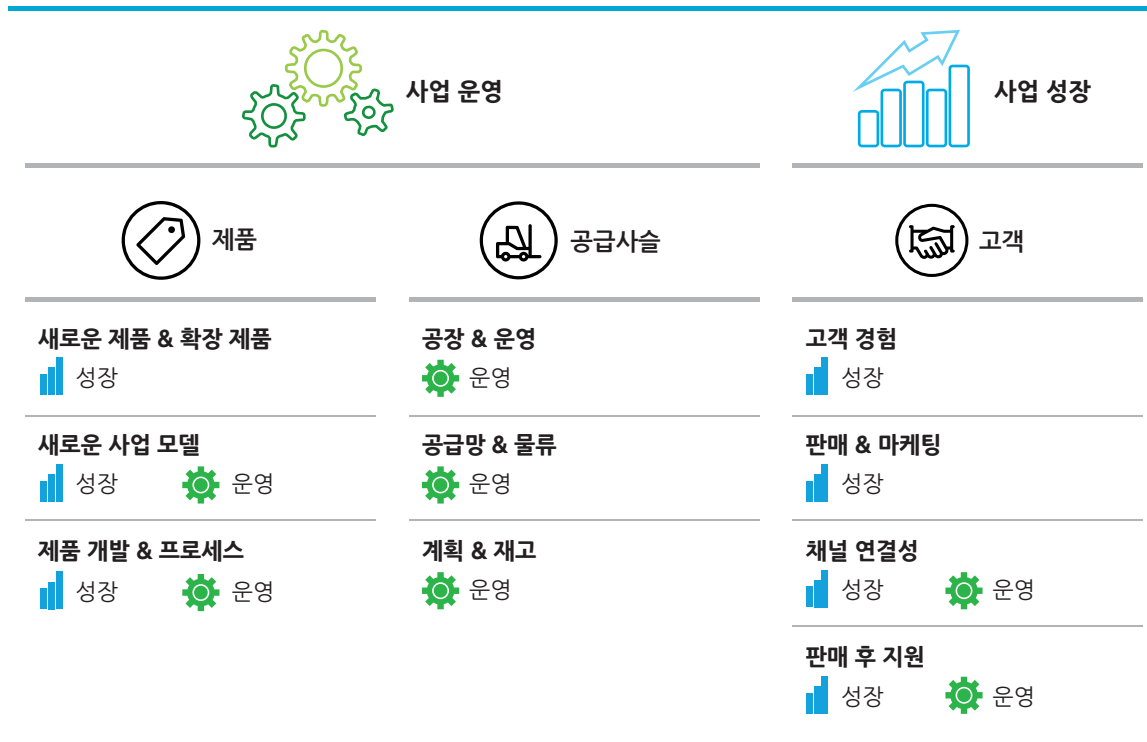 사업 운영
사업 성장
제품
공급사슬
고객
새로운 제품 & 확장 제품
성장
새로운 사업 모델
성장 운영
제품 개발 & 프로세스
성장 운영
공장 & 운영
운영
공급망 & 물류
운영
계획 & 재고
운영
고객 경험
성장
판매 & 마케팅
성장
채널 연결성
성장 운영
판매 후 지원
성장 운영